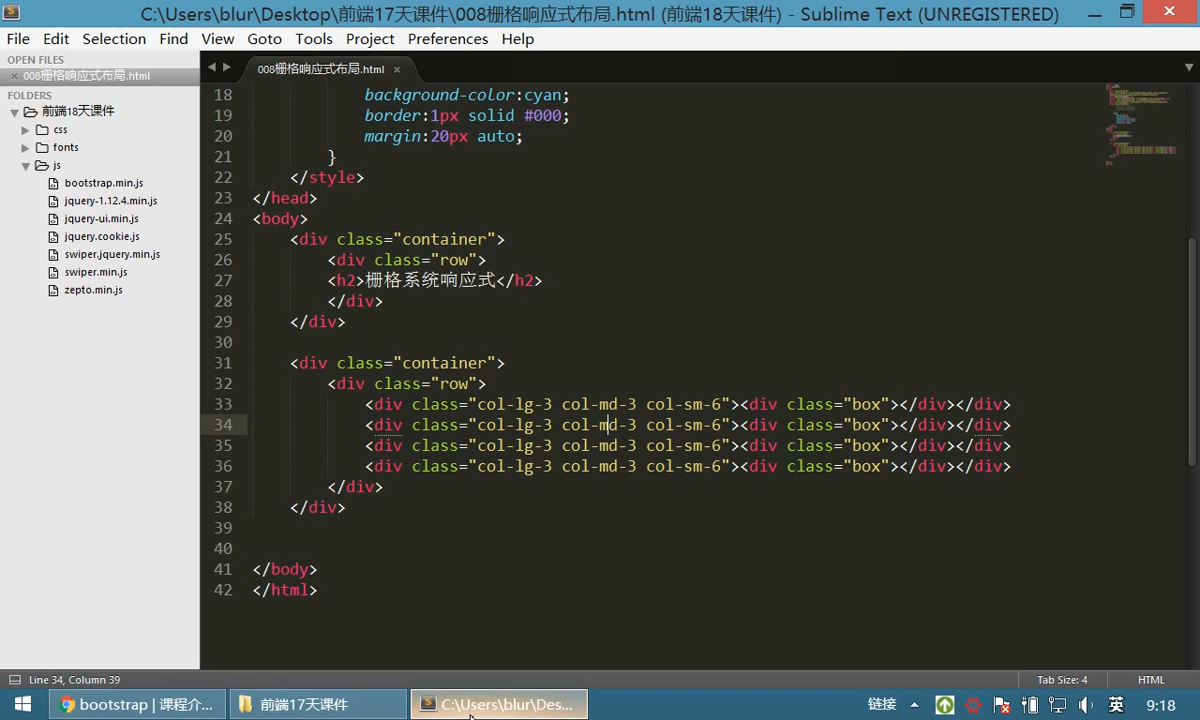 C:\Users\blur\Desktop\前端17天课件\008栅格响应式布局.html (前端18天课件) - Sublime Text (UNREGISTERED)
File Edit Selection Find View Goto Tools Project Preferences Help
OPEN FILES
008栅格响应式布局.html
FOLDERS
前端18天课件
css
fonts
js
bootstrap.min.js
jquery-1.12.4.min.js
jquery-ui.min.js
jquery.cookie.js
swiper.jquery.min.js
swiper.min.js
zepto.min.js
008栅格响应式布局.html
18 background-color:cyan;
19 border:1px solid #000;
20 margin:20px auto;
21 }
22 </style>
23 </head>
24 <body>
25 <div class="container">
26 <div class="row">
27 <h2>栅格系统响应式</h2>
28 </div>
29 </div>
30
31 <div class="container">
32 <div class="row">
33 <div class="col-lg-3 col-md-3 col-sm-6"><div class="box"></div></div>
34 <div class="col-lg-3 col-md-3 col-sm-6"><div class="box"></div></div>
35 <div class="col-lg-3 col-md-3 col-sm-6"><div class="box"></div></div>
36 <div class="col-lg-3 col-md-3 col-sm-6"><div class="box"></div></div>
37 </div>
38 </div>
39
40
41 </body>
42 </html>
Line 34, Column 39 Tab Size: 4 HTML
bootstrap | 课程介... 前端17天课件 C:\Users\blur\Des... 链接 英 9:18